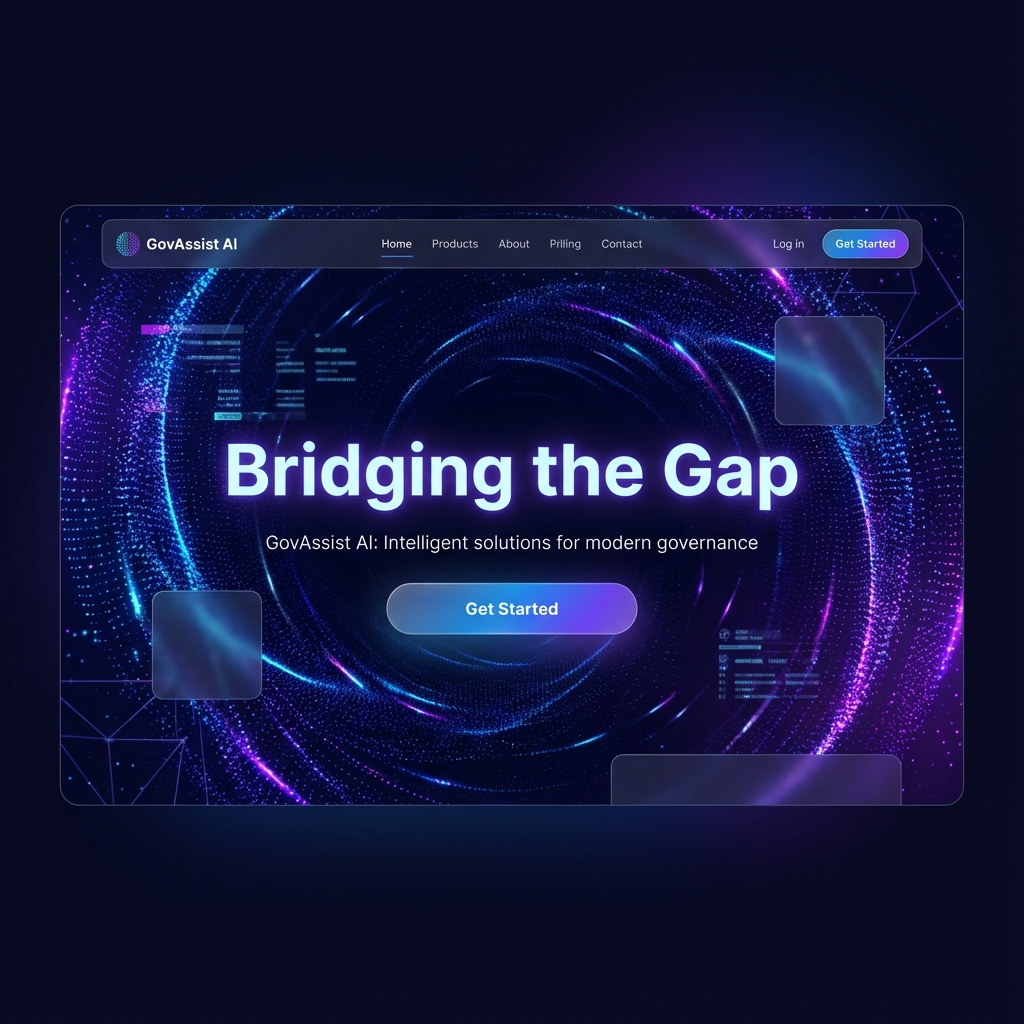 GovAssist AI
Home Products About Prlling Contact
Log in Get Started
Bridging the Gap
GovAssist AI: Intelligent solutions for modern governance
Get Started